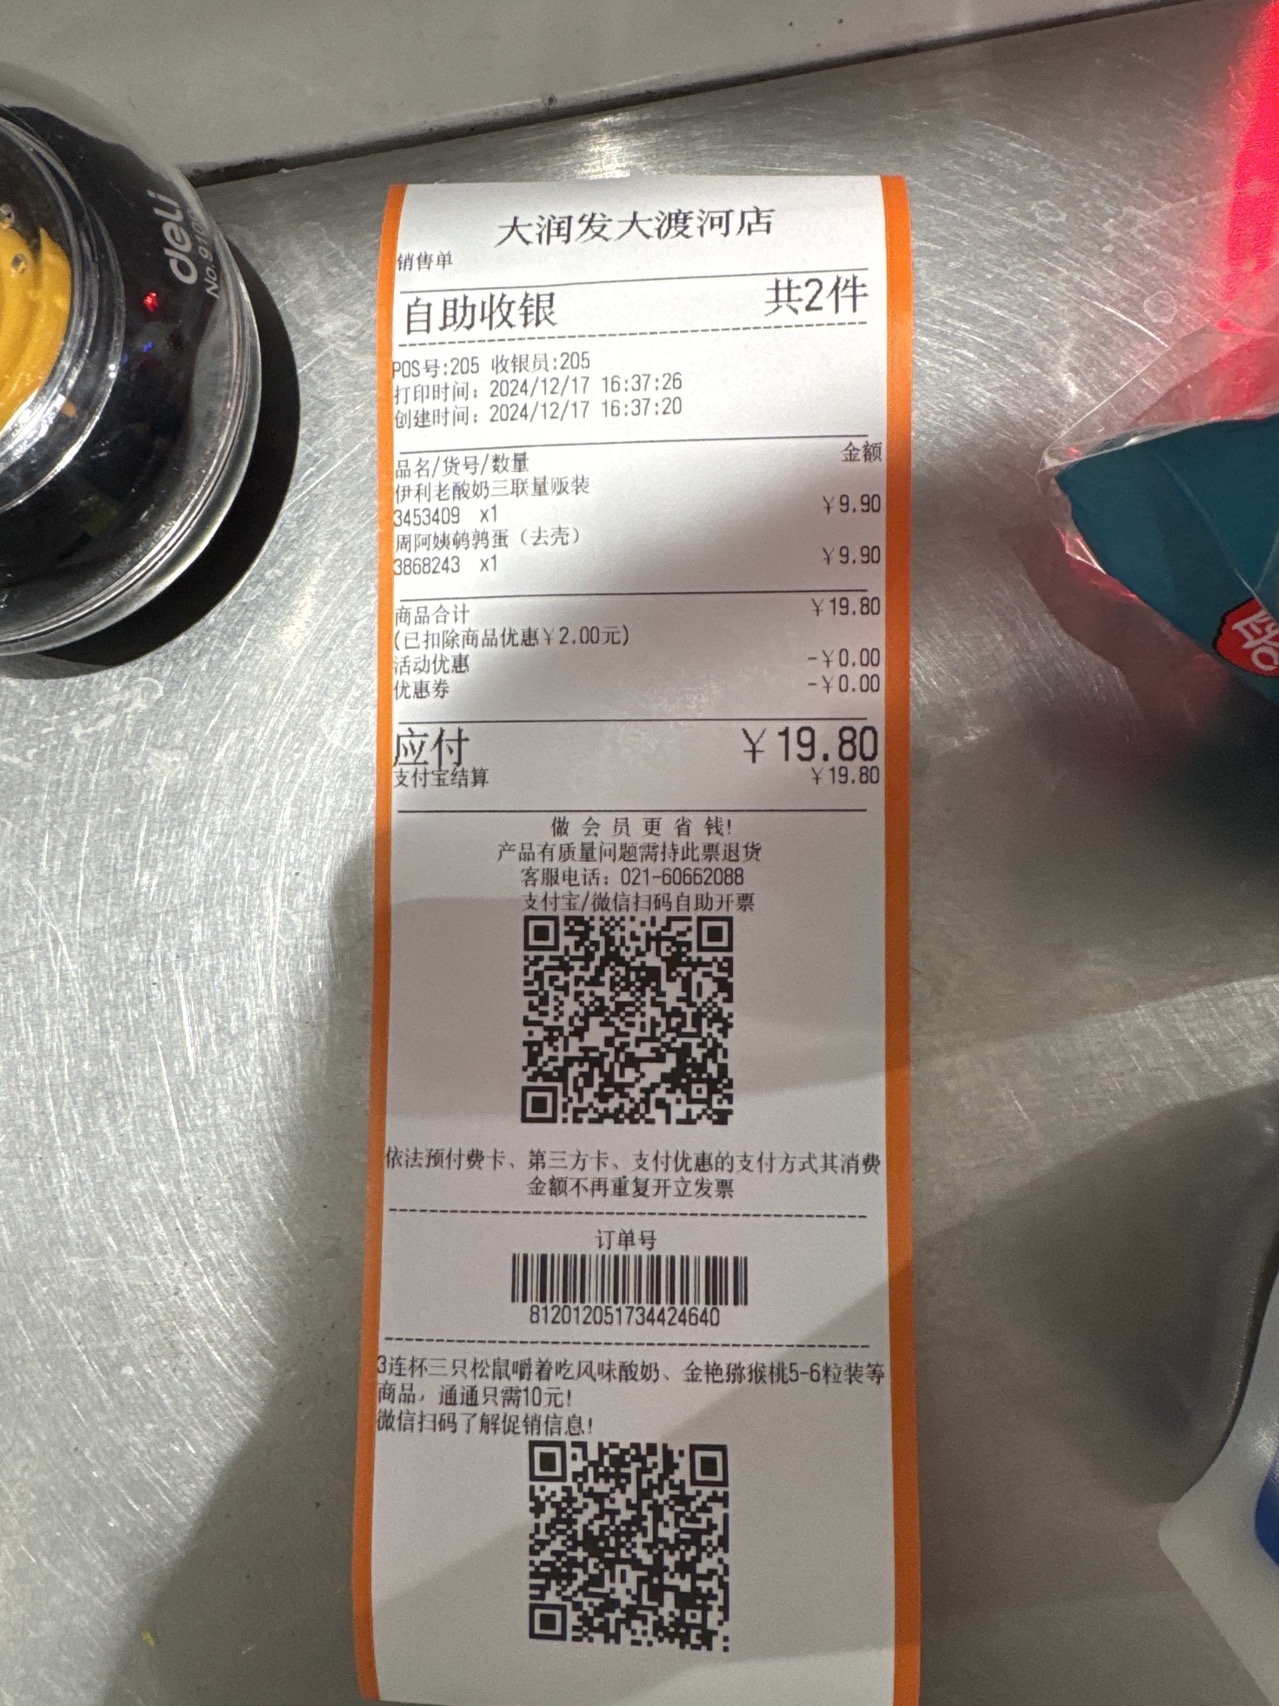 deli
No.91
大润发大渡河店
销售单
自助收银 共2件
POS号:205 收银员:205
打印时间: 2024/12/17 16:37:26
创建时间: 2024/12/17 16:37:20
品名/货号/数量 金额
伊利老酸奶三联量贩装
3453409 x1 ￥9.90
周阿姨鹌鹑蛋（去壳）
3868243 x1 ￥9.90
商品合计 ￥19.80
(已扣除商品优惠￥2.00元)
活动优惠 -￥0.00
优惠券 -￥0.00
应付 ￥19.80
支付宝结算 ￥19.80
做 会 员 更 省 钱!
产品有质量问题需持此票退货
客服电话: 021-60662088
支付宝/微信扫码自助开票
依法预付费卡、第三方卡、支付优惠的支付方式其消费
金额不再重复开立发票
订单号
812012051734424640
3连杯三只松鼠嚼着吃风味酸奶、金艳猕猴桃5-6粒装等
商品，通通只需10元!
微信扫码了解促销信息!